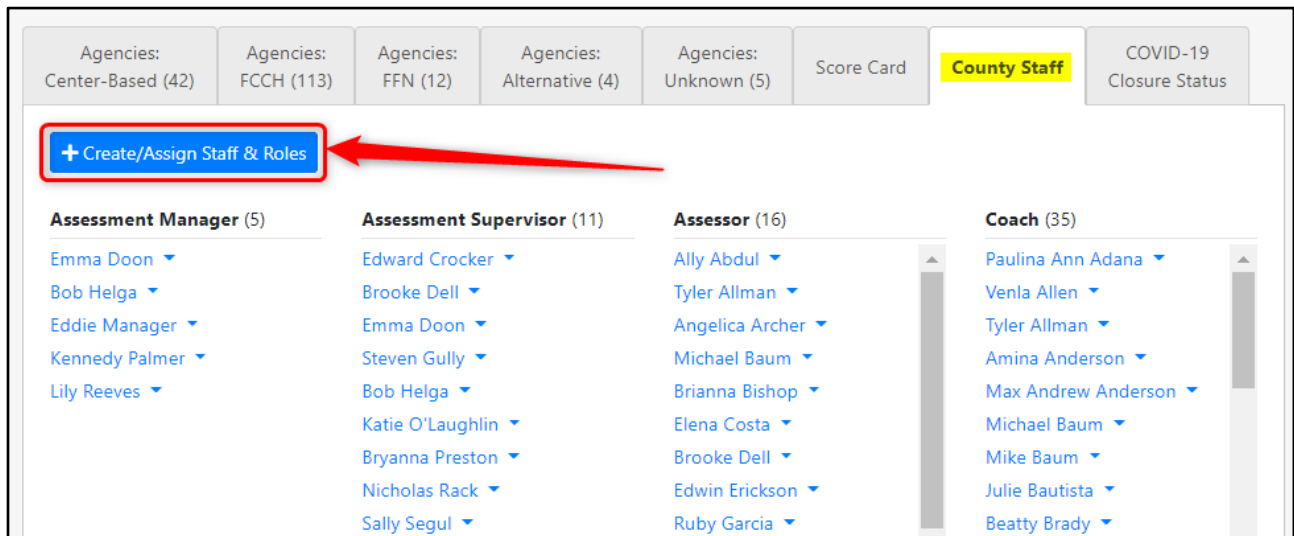 Agencies:
Center-Based (42)
Agencies:
FCCH (113)
Agencies:
FFN (12)
Agencies:
Alternative (4)
Agencies:
Unknown (5)
Score Card
County Staff
COVID-19
Closure Status
+ Create/Assign Staff & Roles
Assessment Manager (5)
Emma Doon
Bob Helga
Eddie Manager
Kennedy Palmer
Lily Reeves
Assessment Supervisor (11)
Edward Crocker
Brooke Dell
Emma Doon
Steven Gully
Bob Helga
Katie O'Laughlin
Bryanna Preston
Nicholas Rack
Sally Segul
Assessor (16)
Ally Abdul
Tyler Allman
Angelica Archer
Michael Baum
Brianna Bishop
Elena Costa
Brooke Dell
Edwin Erickson
Ruby Garcia
Coach (35)
Paulina Ann Adana
Venla Allen
Tyler Allman
Amina Anderson
Max Andrew Anderson
Michael Baum
Mike Baum
Julie Bautista
Beatty Brady